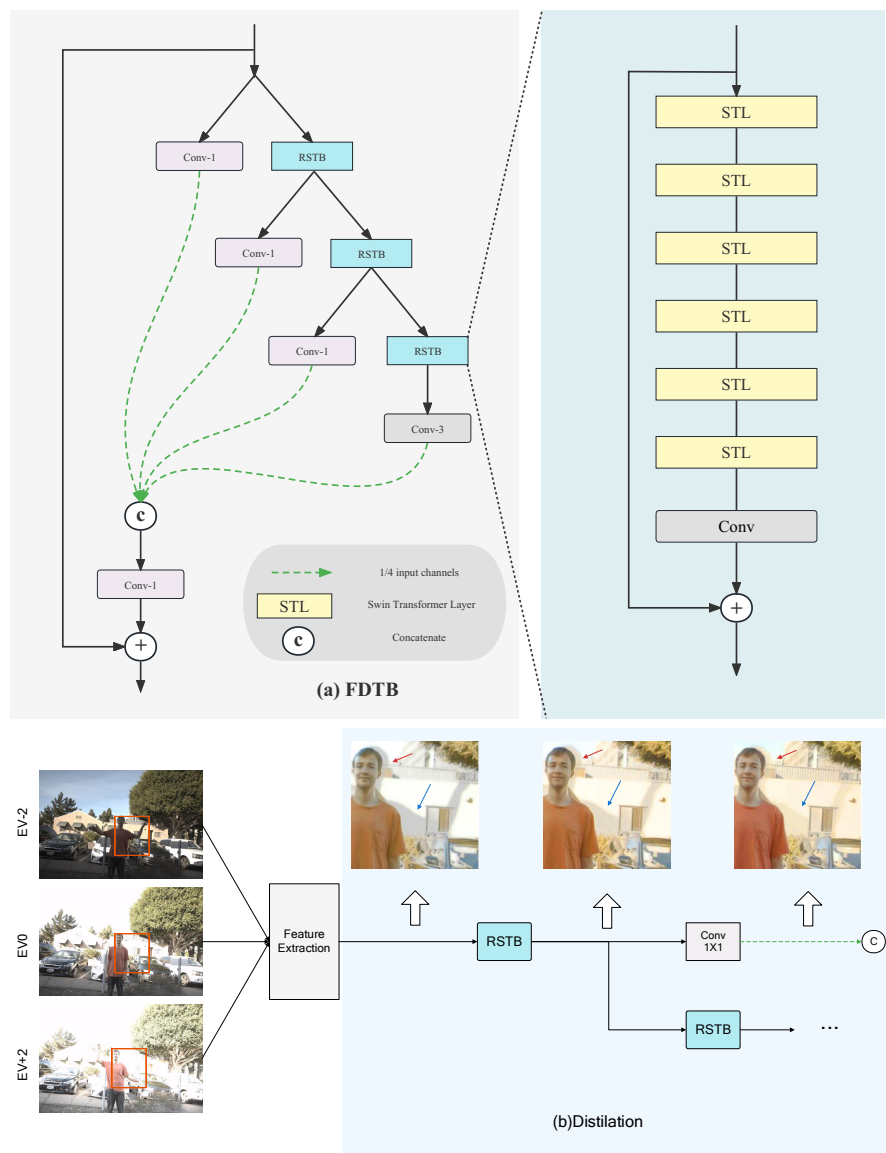 Conv-1
RSTB
Conv-1
RSTB
Conv-1
RSTB
Conv-3
c
Conv-1
+
1/4 input channels
STL
Swin Transformer Layer
c
Concatenate
(a) FDTB
STL
STL
STL
STL
STL
STL
Conv
+
EV-2
EV0
EV+2
Feature
Extraction
RSTB
Conv
1X1
C
RSTB
...
(b)Distilation